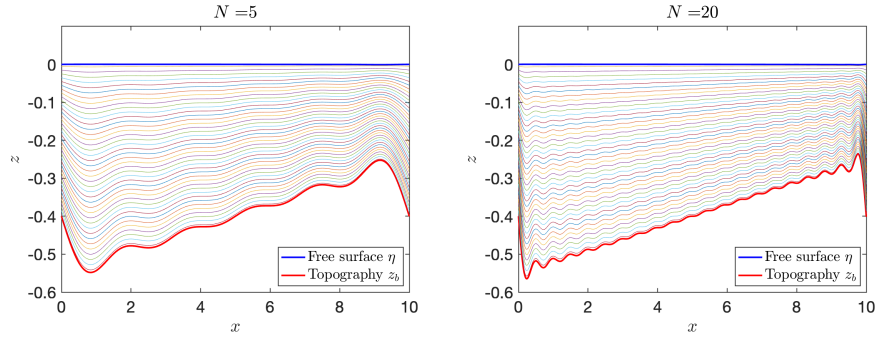 N =5
0
-0.1
-0.2
-0.3
-0.4
-0.5
-0.6
z
0 2 4 6 8 10
x
Free surface η
Topography z_b
N =20
0
-0.1
-0.2
-0.3
-0.4
-0.5
-0.6
z
0 2 4 6 8 10
x
Free surface η
Topography z_b